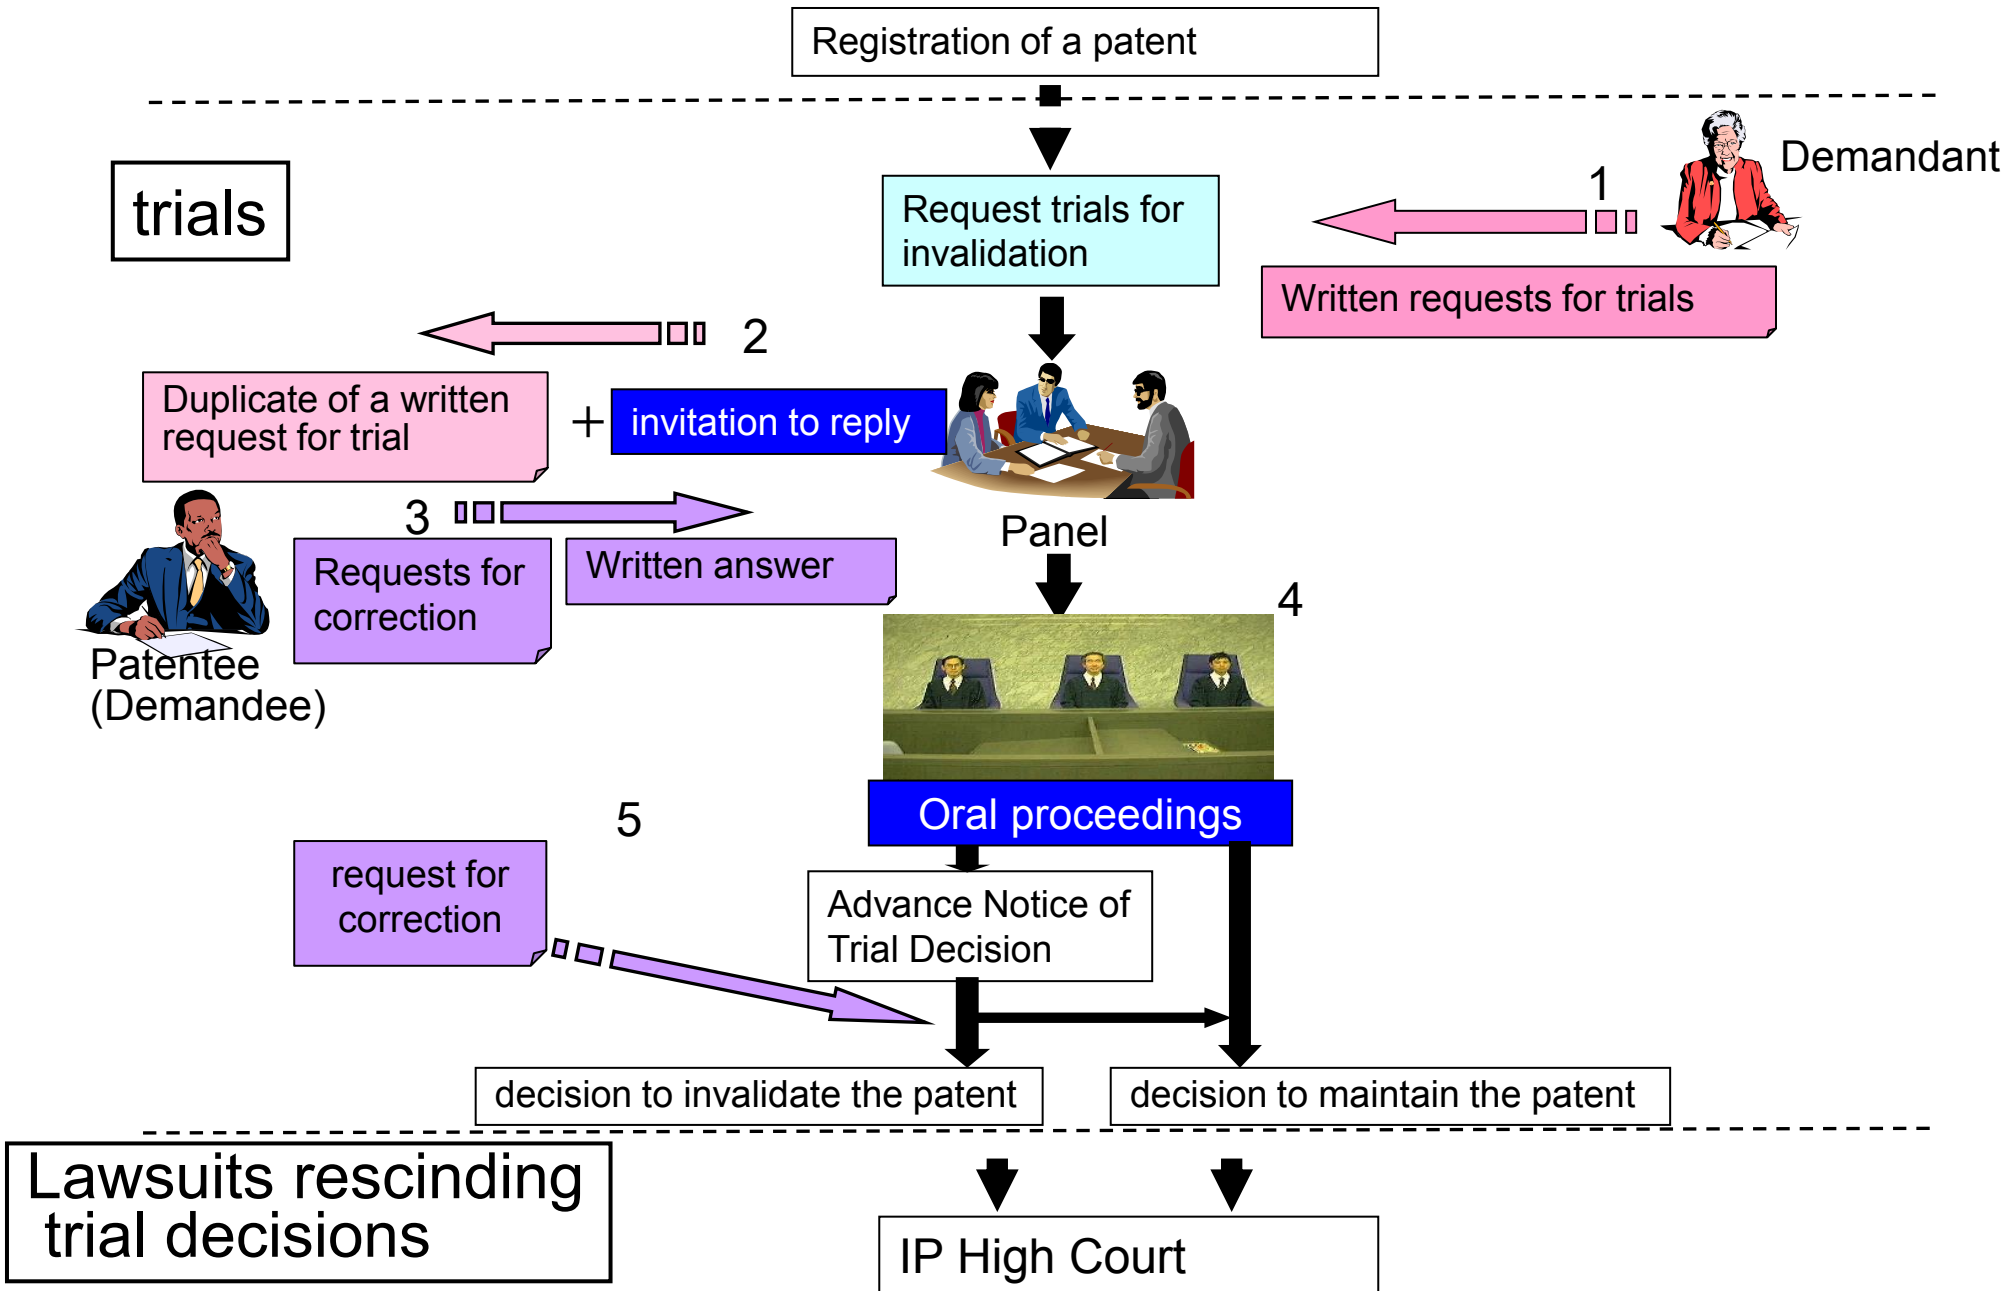 Registration of a patent
Demandant
trials
1
Request trials for
invalidation
Written requests for trials
2
Duplicate of a written
request for trial
+
invitation to reply
3
Panel
Requests for
correction
Written answer
4
Patentee
(Demandee)
Oral proceedings
5
request for
correction
Advance Notice of
Trial Decision
decision to invalidate the patent
decision to maintain the patent
Lawsuits rescinding
trial decisions
IP High Court